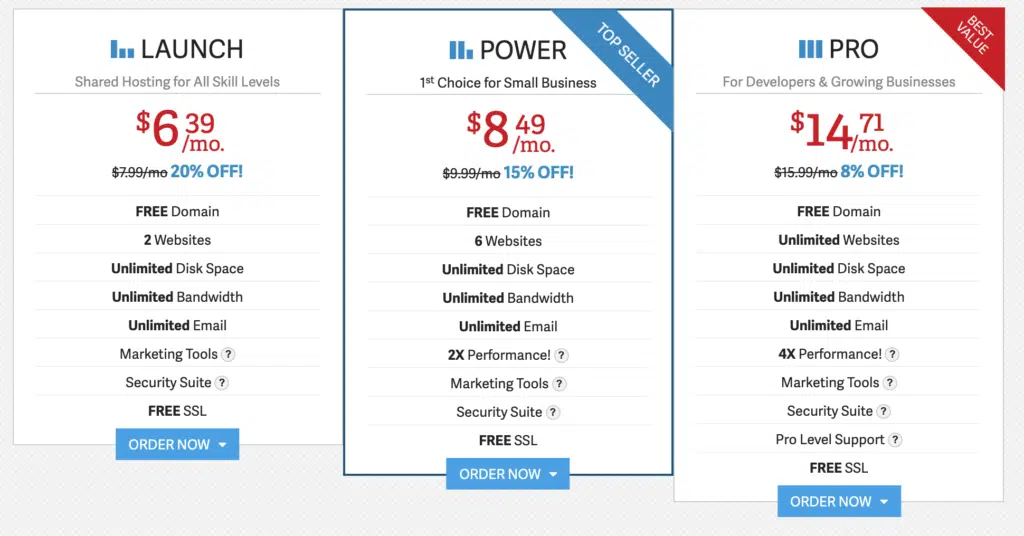 LAUNCH
Shared Hosting for All Skill Levels
$6 39 /mo.
$7.99/mo 20% OFF!
FREE Domain
2 Websites
Unlimited Disk Space
Unlimited Bandwidth
Unlimited Email
Marketing Tools ?
Security Suite ?
FREE SSL
ORDER NOW
TOP SELLER
POWER
1st Choice for Small Business
$8 49 /mo.
$9.99/mo 15% OFF!
FREE Domain
6 Websites
Unlimited Disk Space
Unlimited Bandwidth
Unlimited Email
2X Performance! ?
Marketing Tools ?
Security Suite ?
FREE SSL
ORDER NOW
BEST
VALUE
PRO
For Developers & Growing Businesses
$14 71 /mo.
$15.99/mo 8% OFF!
FREE Domain
Unlimited Websites
Unlimited Disk Space
Unlimited Bandwidth
Unlimited Email
4X Performance! ?
Marketing Tools ?
Security Suite ?
Pro Level Support ?
FREE SSL
ORDER NOW